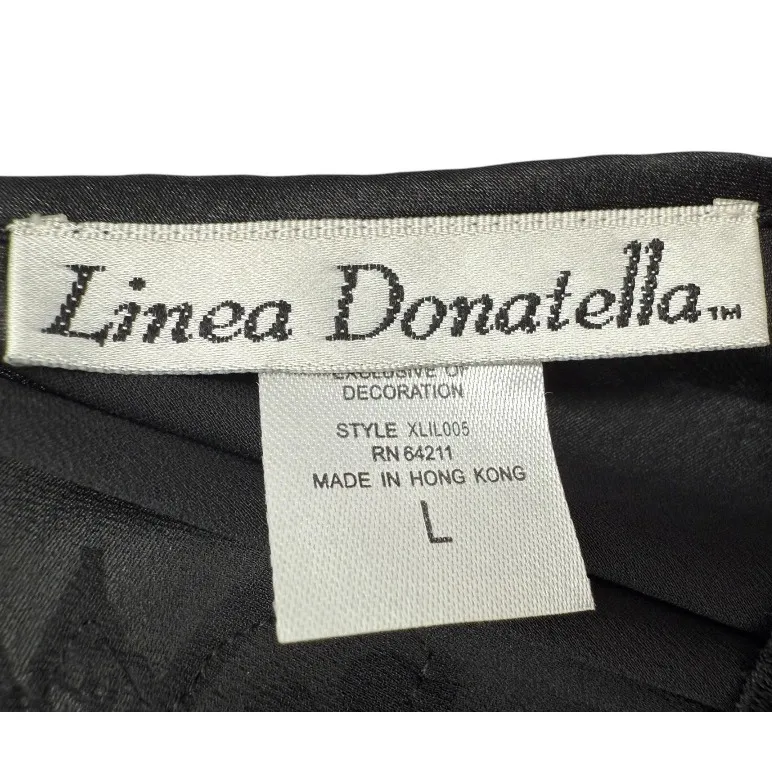 Linea Donatella™
EXCLUSIVE OF
DECORATION
STYLE XLIL005
RN 64211
MADE IN HONG KONG
L